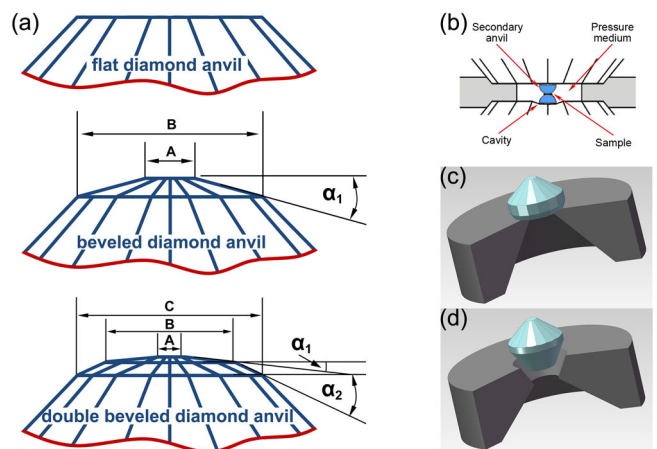 (a)
flat diamond anvil
B
A
α1
beveled diamond anvil
C
B
A
α1
α2
double beveled diamond anvil
(b)
Secondary
anvil
Pressure
medium
Cavity
Sample
(c)
(d)